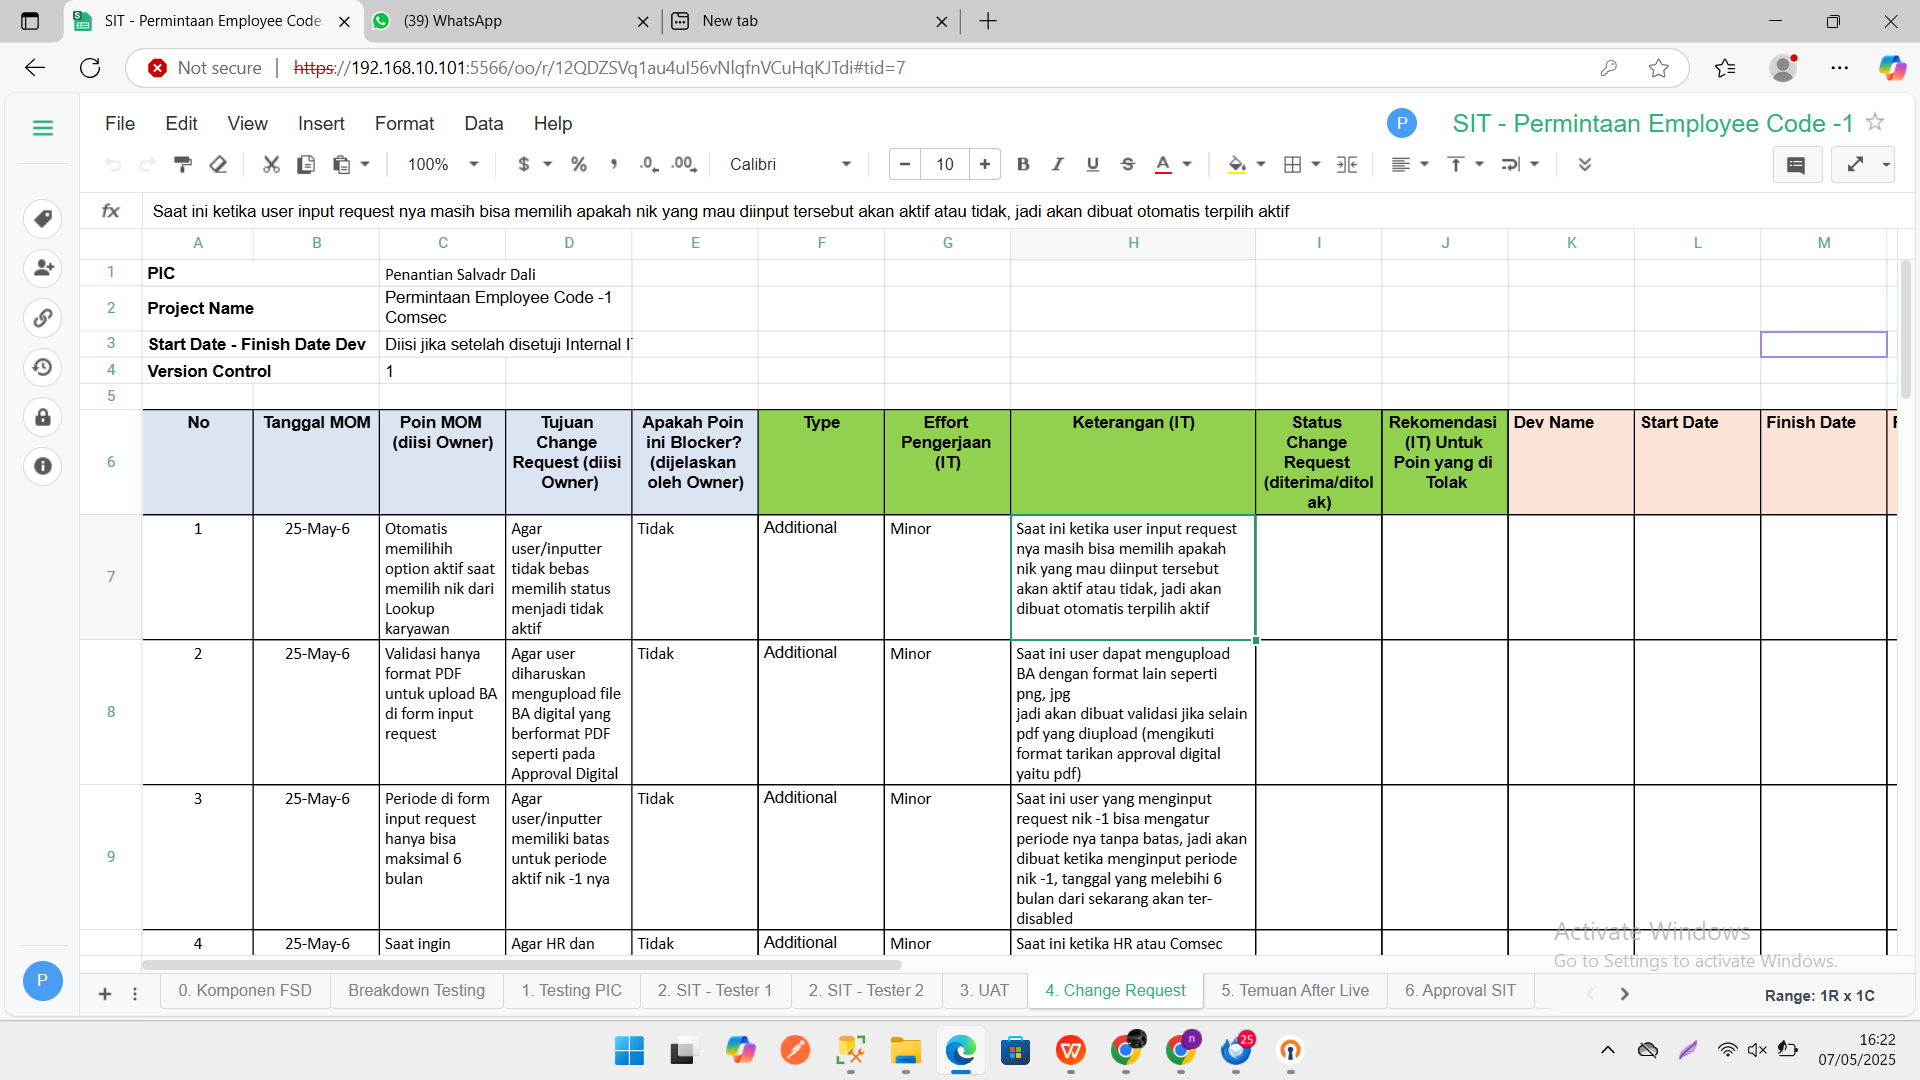 SIT - Permintaan Employee Code
(39) WhatsApp
New tab
Not secure
https://192.168.10.101:5566/oo/r/12QDZSVq1au4ul56vNlqfnVCuHqKJTdi#tid=7
File Edit View Insert Format Data Help
P
SIT - Permintaan Employee Code -1
100%
$ % , .0 .00
Calibri
- 10 +
B I U S A
fx
Saat ini ketika user input request nya masih bisa memilih apakah nik yang mau diinput tersebut akan aktif atau tidak, jadi akan dibuat otomatis terpilih aktif
A B C D E F G H I J K L M
1 PIC Penantian Salvadr Dali
2 Project Name Permintaan Employee Code -1
Comsec
3 Start Date - Finish Date Dev Diisi jika setelah disetuji Internal I
4 Version Control 1
5
6
No
Tanggal MOM
Poin MOM
(diisi Owner)
Tujuan
Change
Request (diisi
Owner)
Apakah Poin
ini Blocker?
(dijelaskan
oleh Owner)
Type
Effort
Pengerjaan
(IT)
Keterangan (IT)
Status
Change
Request
(diterima/ditol
ak)
Rekomendasi
(IT) Untuk
Poin yang di
Tolak
Dev Name
Start Date
Finish Date
7
1
25-May-6
Otomatis
memilihih
option aktif saat
memilih nik dari
Lookup
karyawan
Agar
user/inputter
tidak bebas
memilih status
menjadi tidak
aktif
Tidak
Additional
Minor
Saat ini ketika user input request
nya masih bisa memilih apakah
nik yang mau diinput tersebut
akan aktif atau tidak, jadi akan
dibuat otomatis terpilih aktif
8
2
25-May-6
Validasi hanya
format PDF
untuk upload BA
di form input
request
Agar user
diharuskan
mengupload file
BA digital yang
berformat PDF
seperti pada
Approval Digital
Tidak
Additional
Minor
Saat ini user dapat mengupload
BA dengan format lain seperti
png, jpg
jadi akan dibuat validasi jika selain
pdf yang diupload (mengikuti
format tarikan approval digital
yaitu pdf)
9
3
25-May-6
Periode di form
input request
hanya bisa
maksimal 6
bulan
Agar
user/inputter
memiliki batas
untuk periode
aktif nik -1 nya
Tidak
Additional
Minor
Saat ini user yang menginput
request nik -1 bisa mengatur
periode nya tanpa batas, jadi akan
dibuat ketika menginput periode
nik -1, tanggal yang melebihi 6
bulan dari sekarang akan ter-
disabled
4
25-May-6
Saat ingin
Agar HR dan
Tidak
Additional
Minor
Saat ini ketika HR atau Comsec
Activate Windows
Go to Settings to activate Windows.
P
0. Komponen FSD
Breakdown Testing
1. Testing PIC
2. SIT - Tester 1
2. SIT - Tester 2
3. UAT
4. Change Request
5. Temuan After Live
6. Approval SIT
Range: 1R x 1C
n
25
16:22
07/05/2025